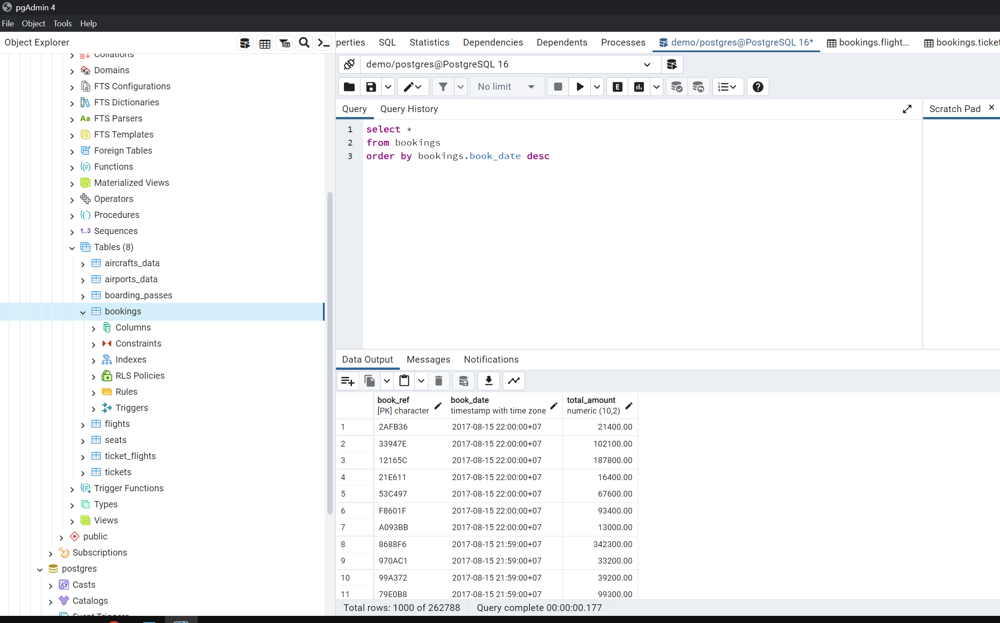 pgAdmin 4
File Object Tools Help
Object Explorer
perties SQL Statistics Dependencies Dependents Processes demo/postgres@PostgreSQL 16* bookings.flight... bookings.ticket
Collations
Domains
FTS Configurations
FTS Dictionaries
Aa FTS Parsers
FTS Templates
Foreign Tables
Functions
Materialized Views
Operators
Procedures
1..3 Sequences
Tables (8)
aircrafts_data
airports_data
boarding_passes
bookings
Columns
Constraints
Indexes
RLS Policies
Rules
Triggers
flights
seats
ticket_flights
tickets
Trigger Functions
Types
Views
public
Subscriptions
postgres
Casts
Catalogs
Event Triggers
demo/postgres@PostgreSQL 16
No limit
E
Query Query History
Scratch Pad
1 select *
2 from bookings
3 order by bookings.book_date desc
Data Output Messages Notifications
book_ref book_date total_amount
[PK] character timestamp with time zone numeric (10,2)
1 2AFB36 2017-08-15 22:00:00+07 21400.00
2 33947E 2017-08-15 22:00:00+07 102100.00
3 12165C 2017-08-15 22:00:00+07 187800.00
4 21E611 2017-08-15 22:00:00+07 16400.00
5 53C497 2017-08-15 22:00:00+07 67600.00
6 F8601F 2017-08-15 22:00:00+07 93400.00
7 A093BB 2017-08-15 22:00:00+07 13000.00
8 8688F6 2017-08-15 21:59:00+07 342300.00
9 970AC1 2017-08-15 21:59:00+07 33200.00
10 99A372 2017-08-15 21:59:00+07 39200.00
11 79E0B8 2017-08-15 21:59:00+07 99300.00
Total rows: 1000 of 262788 Query complete 00:00:00.177